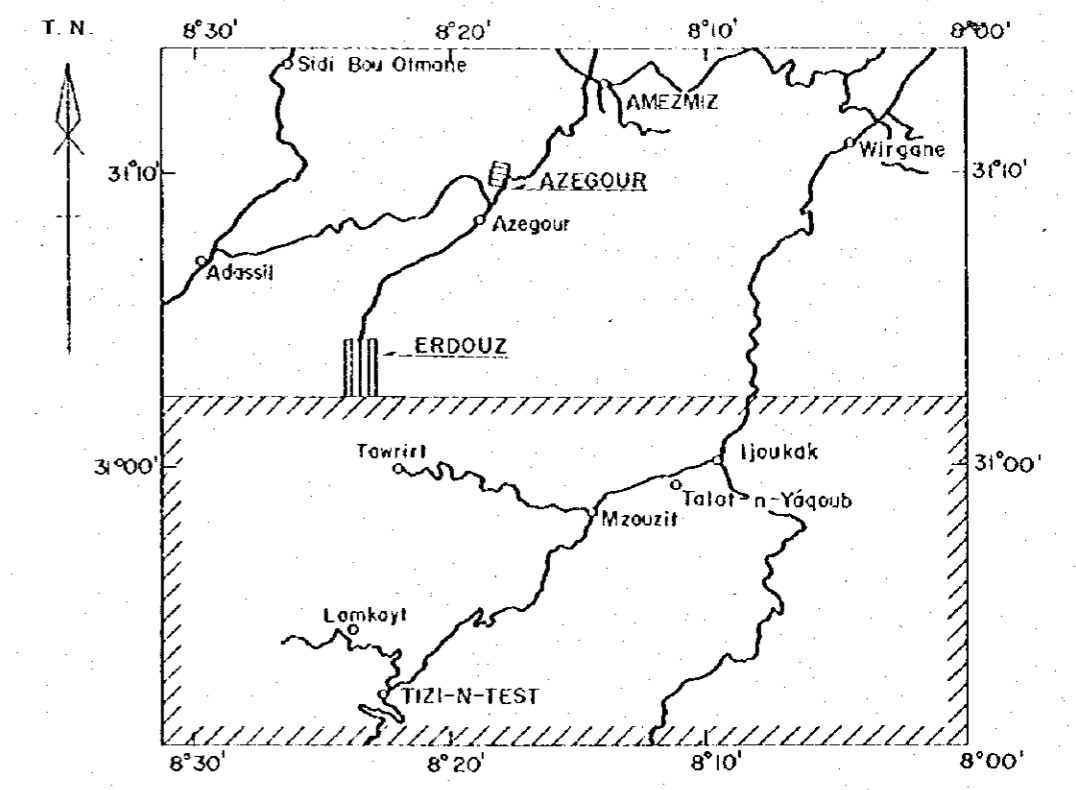 T. N.
8°30' 8°20' 8°10' 8°00'
Sidi Bou Otmane
AMEZMIZ
Wirgane
31°10' 31°10'
AZEGOUR
Azegour
Adassil
ERDOUZ
Tawrirt
Ijoukak
31°00' 31°00'
Talat-n-Yáqoub
Mzouzit
Lamkayt
TIZI-N-TEST
8°30' 8°20' 8°10' 8°00'